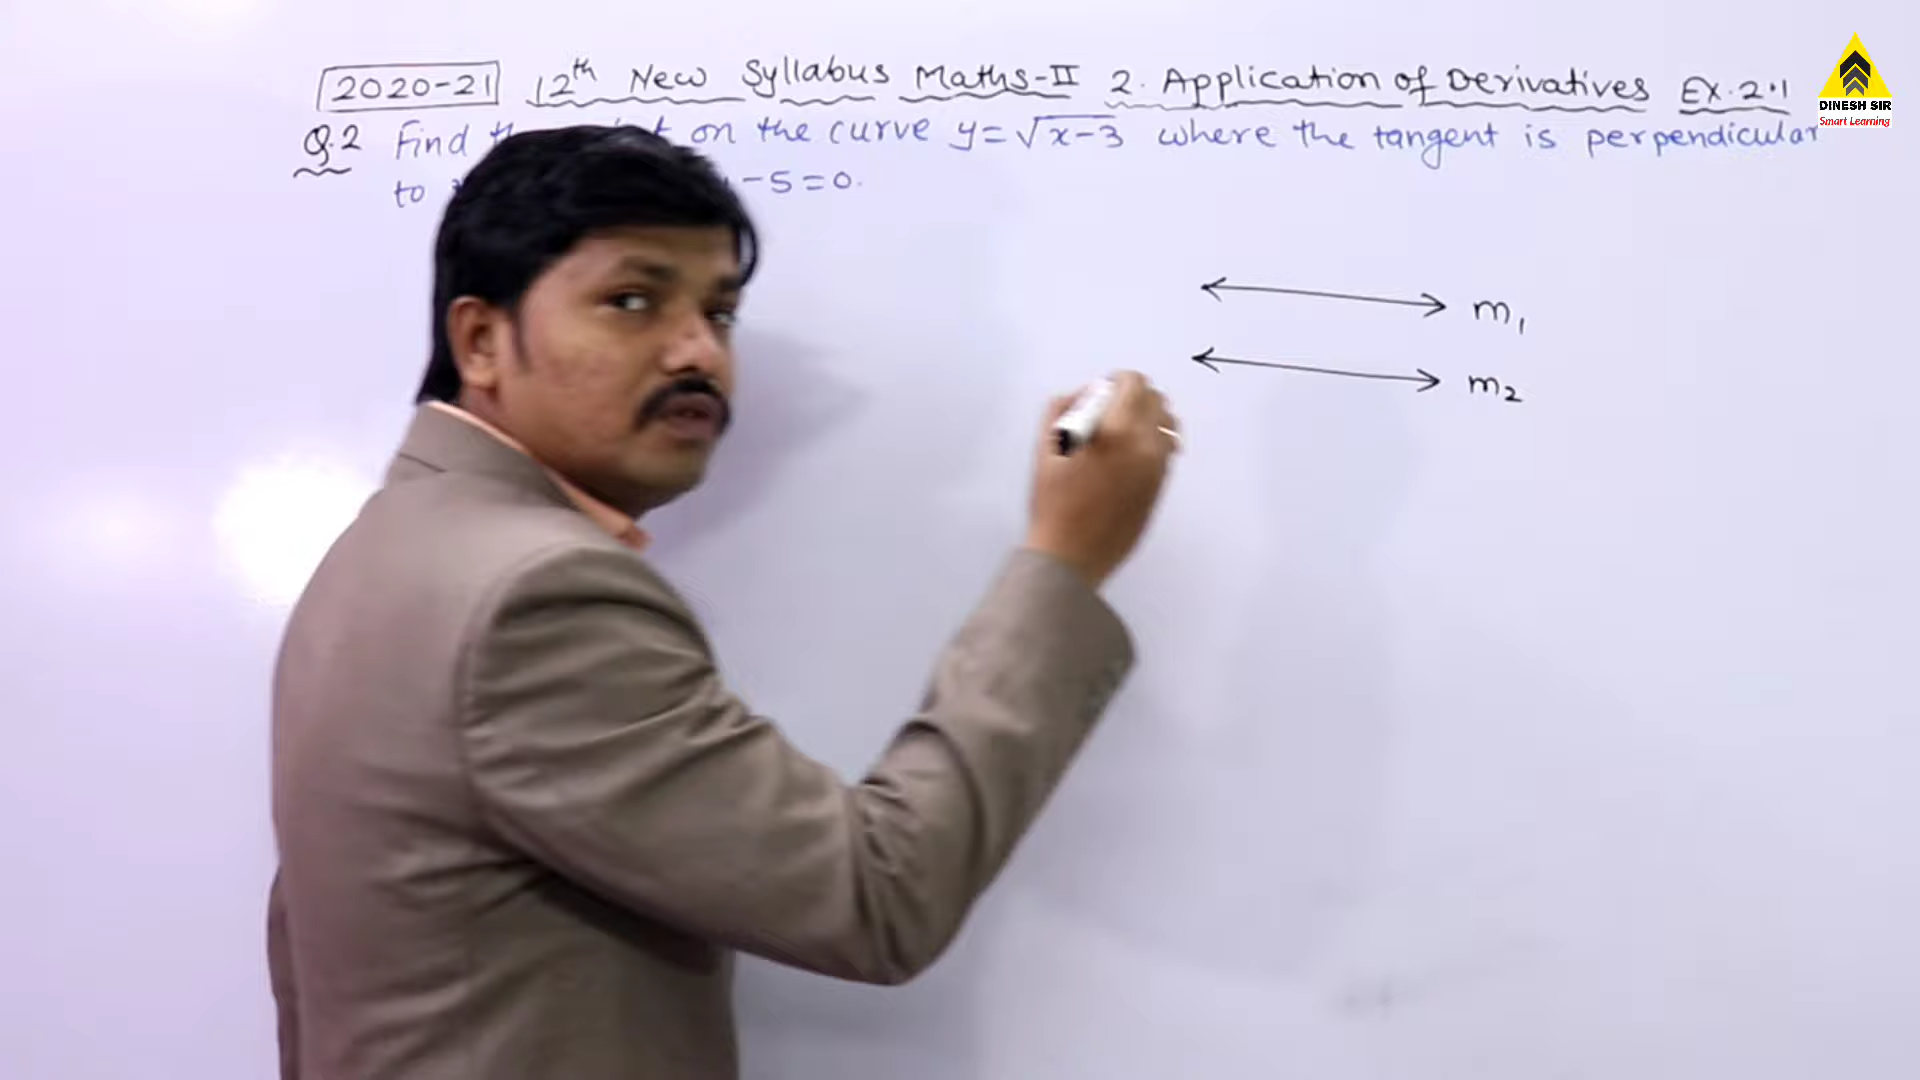 2020-21 12th New Syllabus Maths-II 2. Application of Derivatives Ex. 2.1
Q.2 Find on the curve y=√x-3 where the tangent is perpendicular
to -5=0.
m1
m2
DINESH SIR
Smart Learning